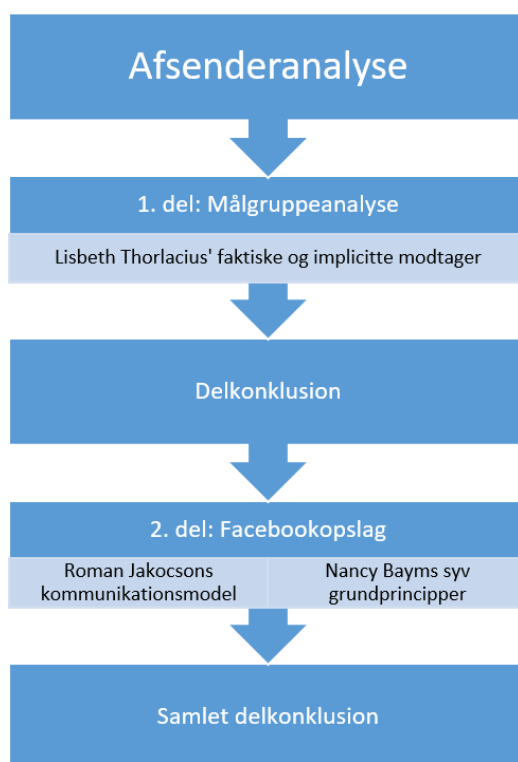 Afsenderanalyse
1. del: Målgruppeanalyse
Lisbeth Thorlacius' faktiske og implicitte modtager
Delkonklusion
2. del: Facebookopslag
Roman Jakocsons
kommunikationsmodel
Nancy Bayms syv
grundprincipper
Samlet delkonklusion